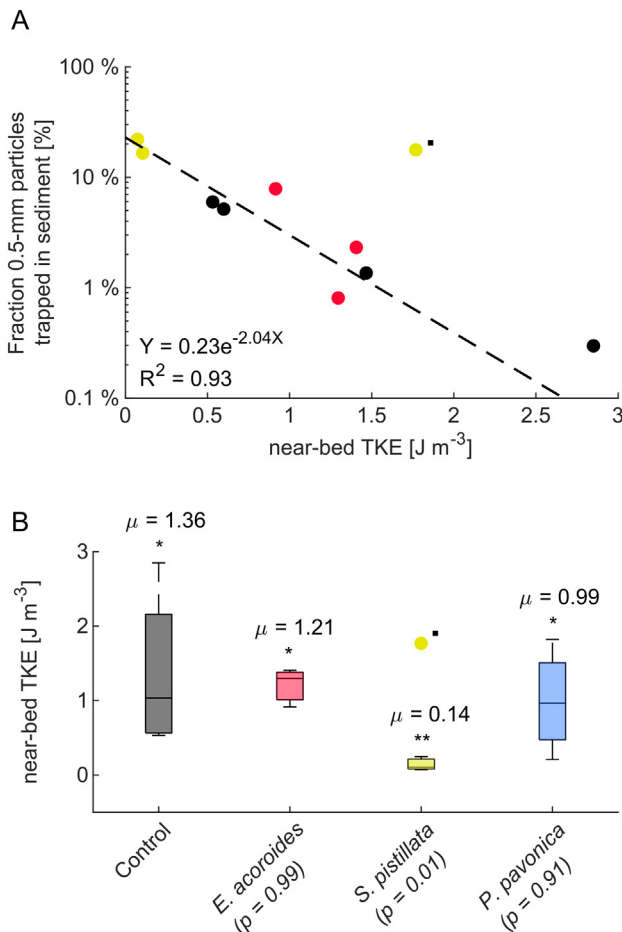 A
100 %
10 %
1 %
0.1 %
Fraction 0.5-mm particles
trapped in sediment [%]
Y = 0.23e^-2.04X
R^2 = 0.93
0 0.5 1 1.5 2 2.5 3
near-bed TKE [J m^-3]
B
near-bed TKE [J m^-3]
3
2
1
0
μ = 1.36
*
μ = 1.21
*
μ = 0.14
**
μ = 0.99
*
Control
E. acoroides
(p = 0.99)
S. pistillata
(p = 0.01)
P. pavonica
(p = 0.91)